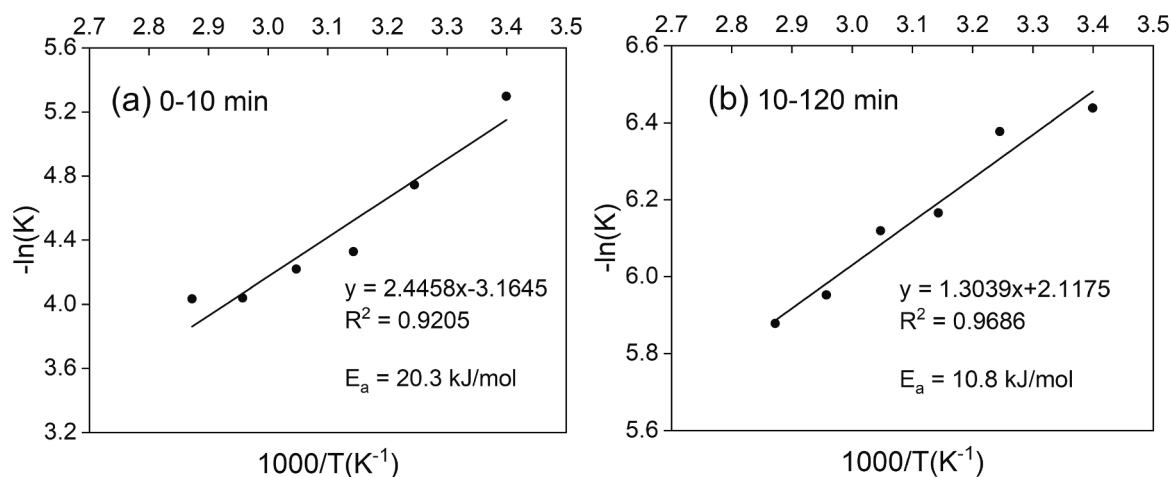 2.7 2.8 2.9 3.0 3.1 3.2 3.3 3.4 3.5
5.6
5.2
4.8
4.4
4.0
3.6
3.2
-ln(K)
(a) 0-10 min
y = 2.4458x-3.1645
R² = 0.9205
Eₐ = 20.3 kJ/mol
1000/T(K⁻¹)
2.7 2.8 2.9 3.0 3.1 3.2 3.3 3.4 3.5
6.6
6.4
6.2
6.0
5.8
5.6
-ln(K)
(b) 10-120 min
y = 1.3039x+2.1175
R² = 0.9686
Eₐ = 10.8 kJ/mol
1000/T(K⁻¹)